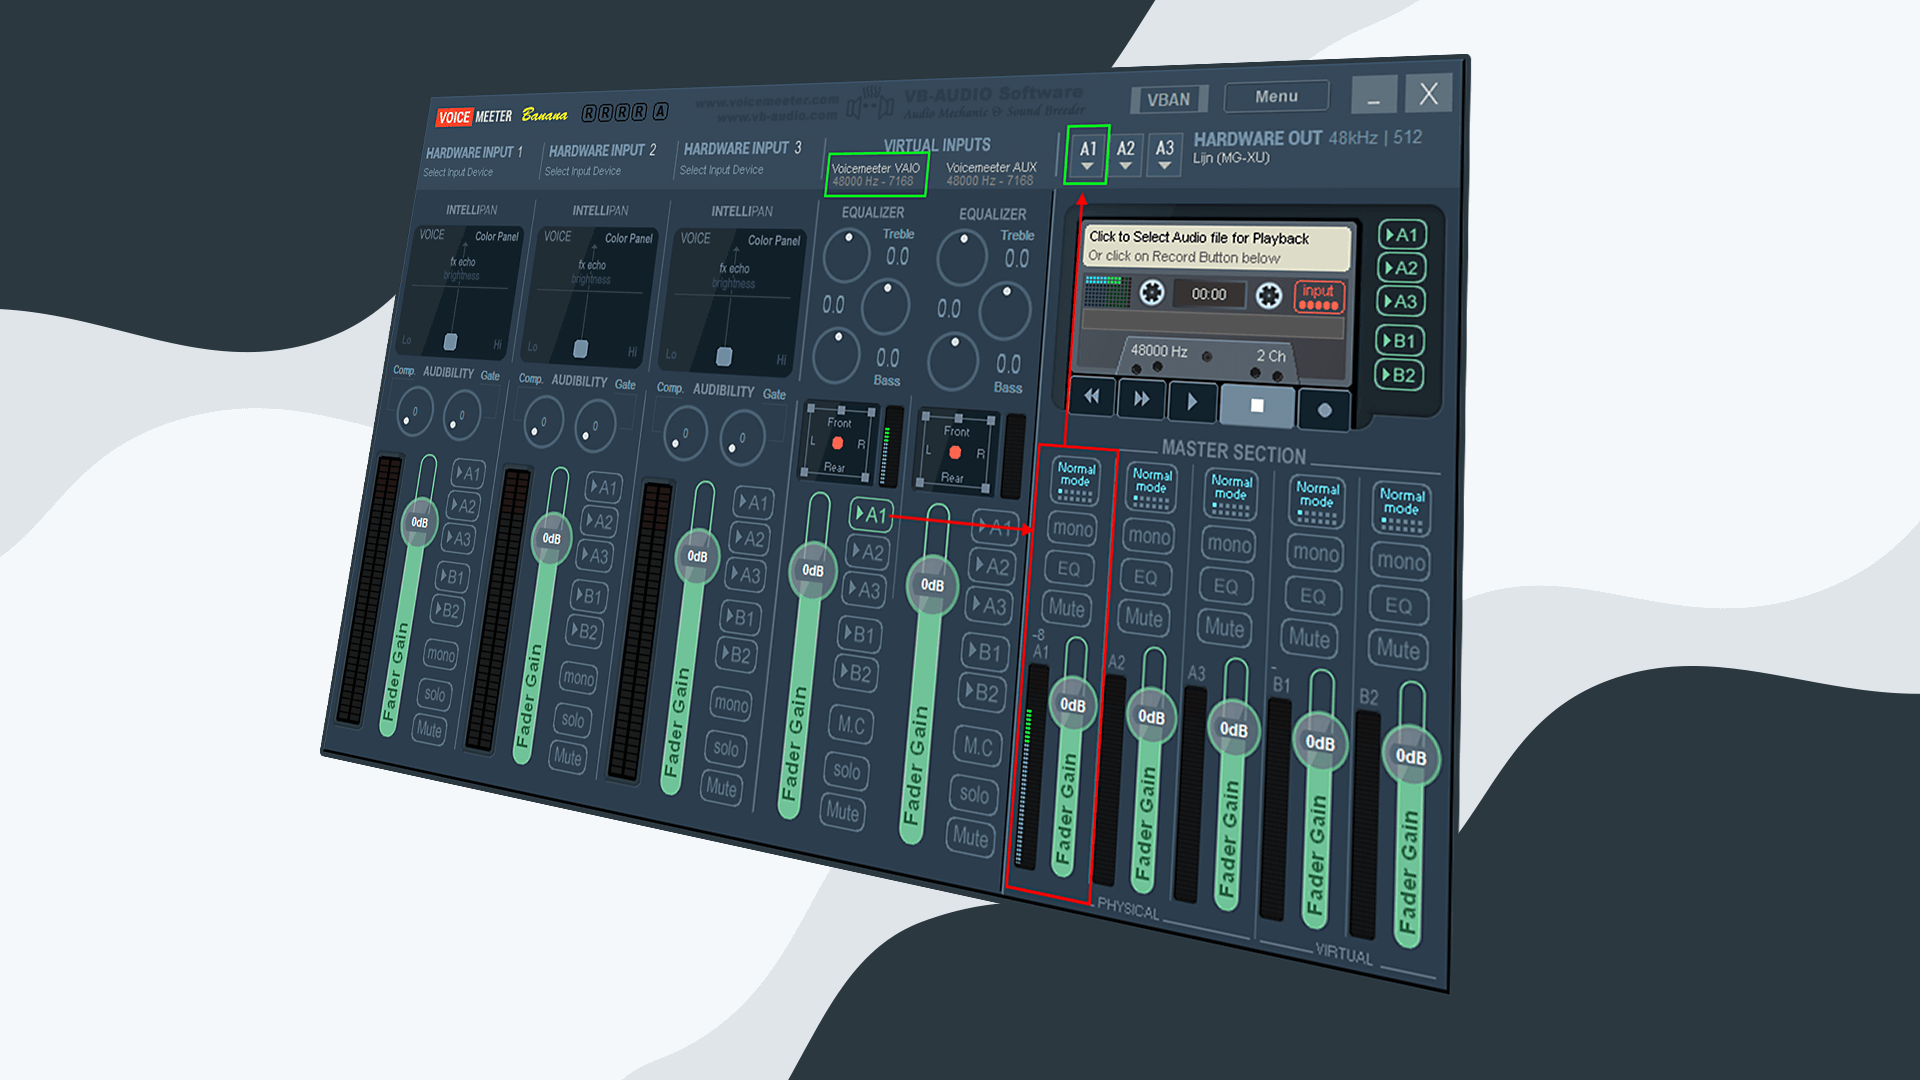 VOICE MEETER Banana R R R R A
www.voicemeeter.com
www.vb-audio.com
VB-AUDIO Software
Audio Mechanic & Sound Breeder
VBAN
Menu
_
X
HARDWARE INPUT 1
Select Input Device
HARDWARE INPUT 2
Select Input Device
HARDWARE INPUT 3
Select Input Device
VIRTUAL INPUTS
Voicemeeter VAIO
48000 Hz - 7168
Voicemeeter AUX
48000 Hz - 7168
A1
A2
A3
HARDWARE OUT 48kHz | 512
Lijn (MG-XU)
INTELLIPAN
VOICE
Color Panel
fx echo
brightness
Lo
Hi
Comp.
AUDIBILITY
Gate
0
0
0dB
Fader Gain
A1
A2
A3
B1
B2
mono
solo
Mute
INTELLIPAN
VOICE
Color Panel
fx echo
brightness
Lo
Hi
Comp.
AUDIBILITY
Gate
0
0
0dB
Fader Gain
A1
A2
A3
B1
B2
mono
solo
Mute
INTELLIPAN
VOICE
Color Panel
fx echo
brightness
Lo
Hi
Comp.
AUDIBILITY
Gate
0
0
0dB
Fader Gain
A1
A2
A3
B1
B2
mono
solo
Mute
EQUALIZER
Treble
0.0
0.0
0.0
Bass
Front
L
R
Rear
0dB
Fader Gain
A1
A2
A3
B1
B2
M.C
solo
Mute
EQUALIZER
Treble
0.0
0.0
0.0
Bass
Front
L
R
Rear
0dB
Fader Gain
A1
A2
A3
B1
B2
M.C
solo
Mute
Click to Select Audio file for Playback
Or click on Record Button below
00:00
input
48000 Hz
2 Ch
A1
A2
A3
B1
B2
MASTER SECTION
Normal
mode
mono
EQ
Mute
-8
A1
0dB
Fader Gain
Normal
mode
mono
EQ
Mute
A2
0dB
Fader Gain
Normal
mode
mono
EQ
Mute
A3
0dB
Fader Gain
Normal
mode
mono
EQ
Mute
-
B1
0dB
Fader Gain
Normal
mode
mono
EQ
Mute
B2
0dB
Fader Gain
PHYSICAL
VIRTUAL